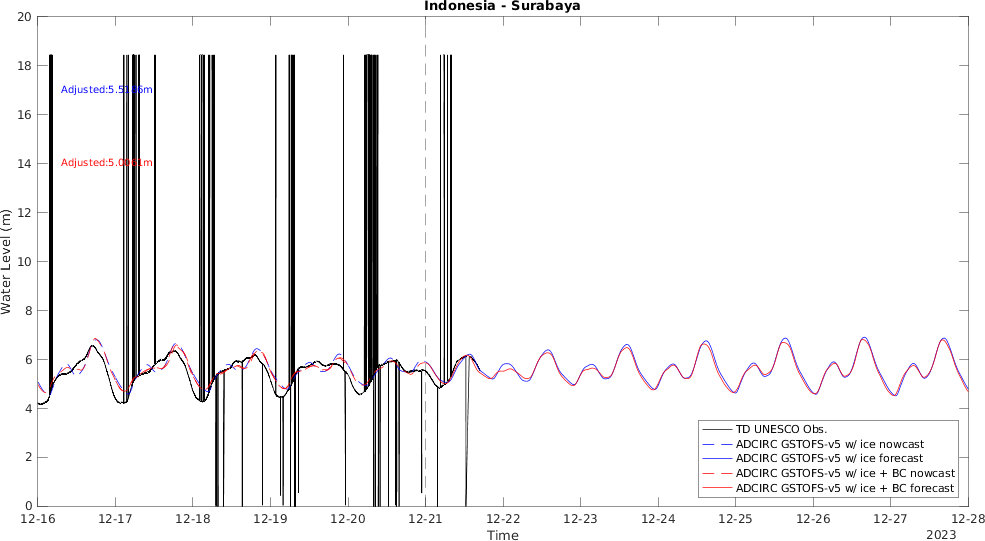 Indonesia - Surabaya
20
18
16
14
12
10
8
6
4
2
0
Water Level (m)
Adjusted:5.5186m
TD UNESCO Obs.
ADCIRC GSTOFS-v5 w/ ice nowcast
ADCIRC GSTOFS-v5 w/ ice forecast
ADCIRC GSTOFS-v5 w/ ice + BC nowcast
ADCIRC GSTOFS-v5 w/ ice + BC forecast
12-16 12-17 12-18 12-19 12-20 12-21 12-22 12-23 12-24 12-25 12-26 12-27 12-28
Time
2023